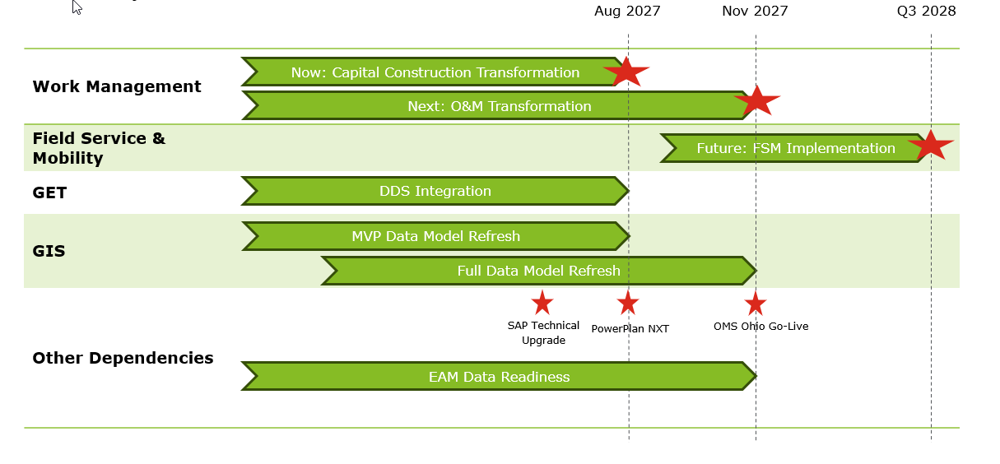 Aug 2027
Nov 2027
Q3 2028
Work Management
Now: Capital Construction Transformation
Next: O&M Transformation
Field Service &
Mobility
Future: FSM Implementation
GET
DDS Integration
GIS
MVP Data Model Refresh
Full Data Model Refresh
SAP Technical
Upgrade
PowerPlan NXT
OMS Ohio Go-Live
Other Dependencies
EAM Data Readiness